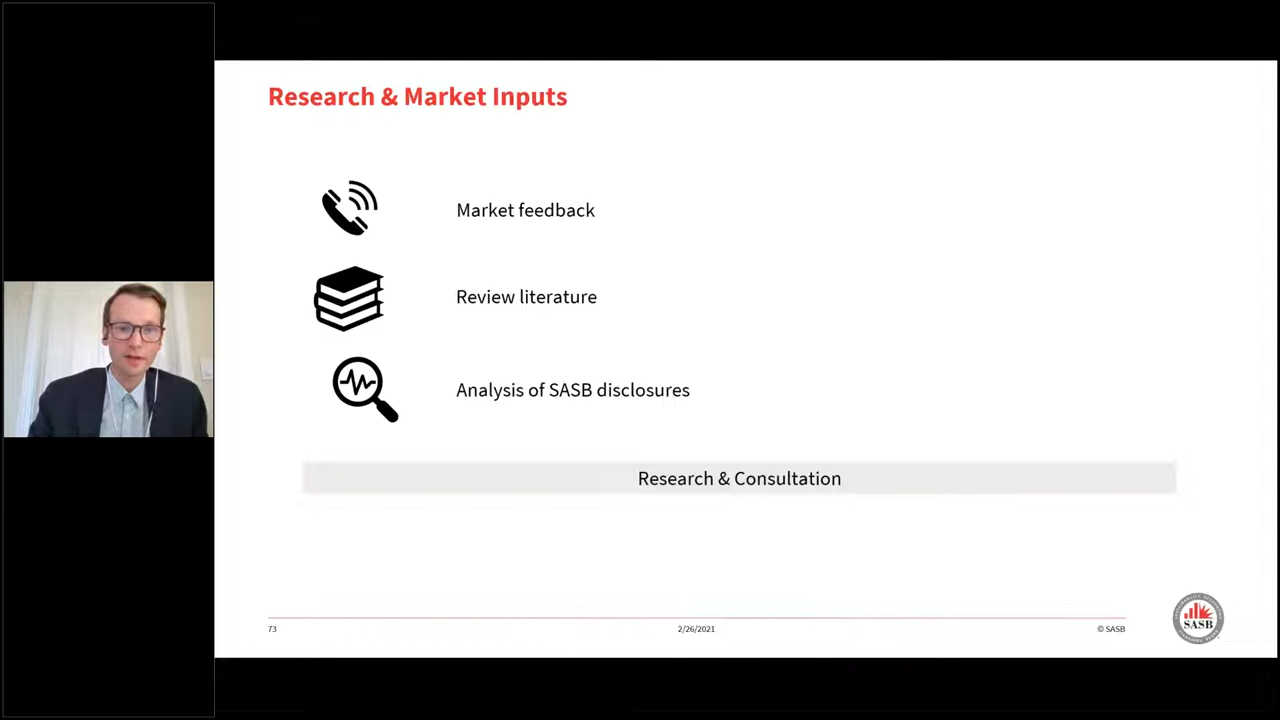 Research & Market Inputs
Market feedback
Review literature
Analysis of SASB disclosures
Research & Consultation
73
2/26/2021
© SASB
SASB